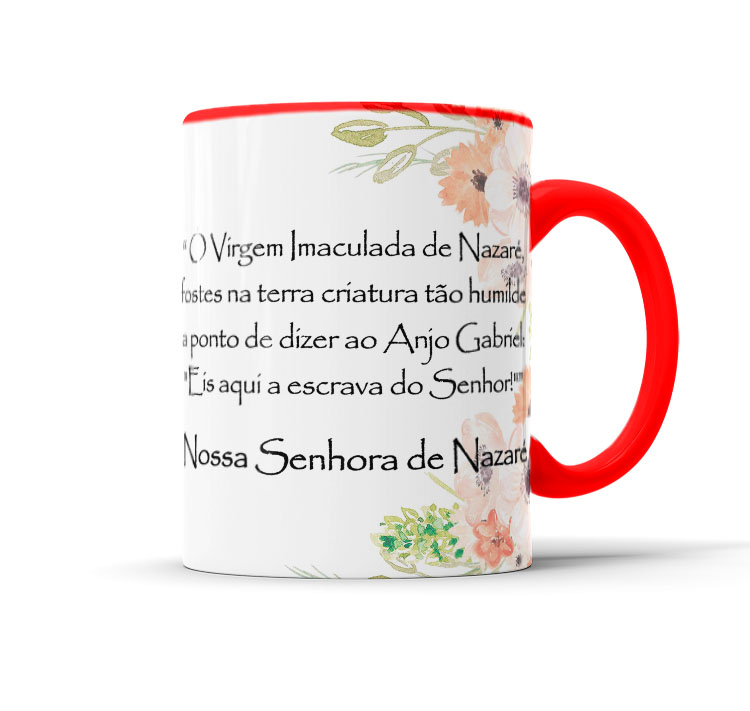 “O Virgem Imaculada de Nazaré,
fostes na terra criatura tão humilde
a ponto de dizer ao Anjo Gabriel:
"Eis aqui a escrava do Senhor!"”
Nossa Senhora de Nazaré